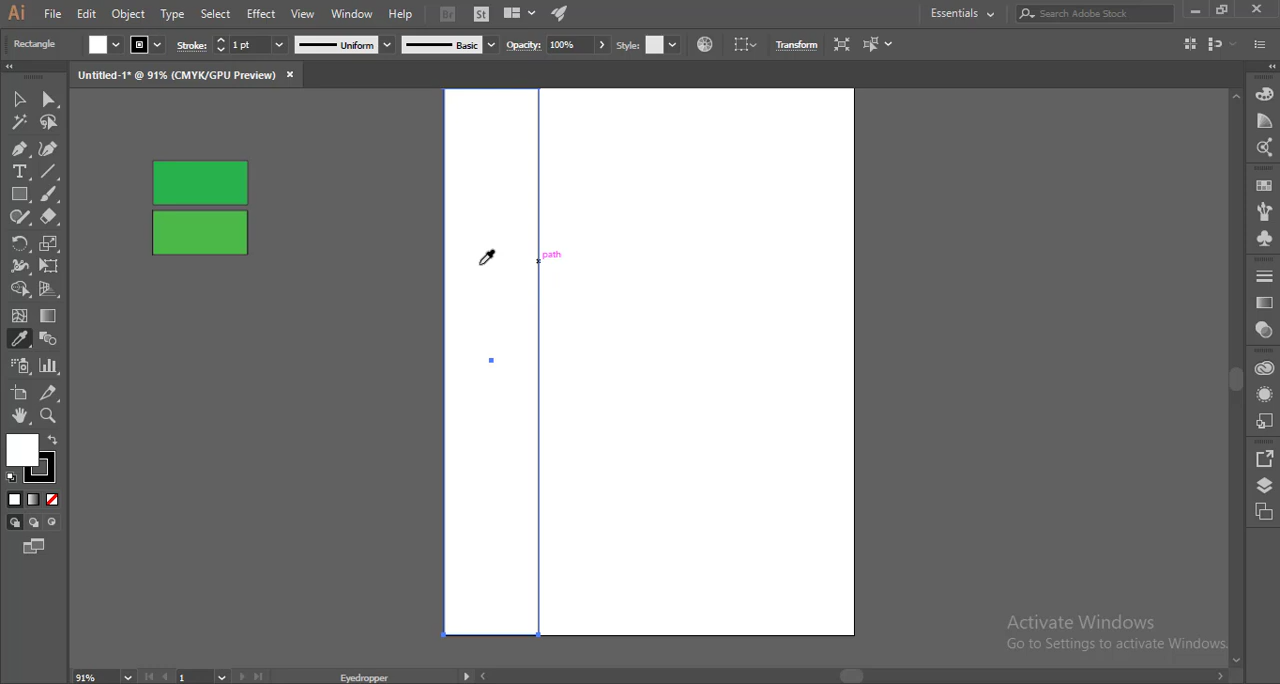 Ai File Edit Object Type Select Effect View Window Help Br St Essentials Search Adobe Stock
Rectangle Stroke: 1 pt Uniform Basic Opacity: 100% Style: Transform
Untitled-1* @ 91% (CMYK/GPU Preview) ×
path
Activate Windows
Go to Settings to activate Windows.
91% 1 Eyedropper